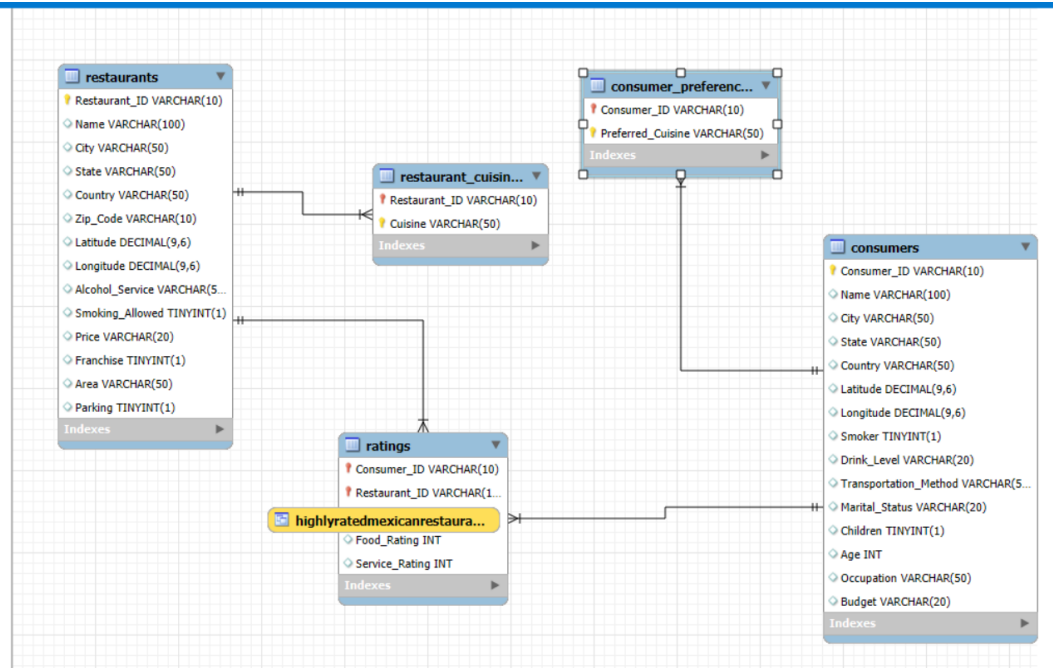 restaurants
Restaurant_ID VARCHAR(10)
Name VARCHAR(100)
City VARCHAR(50)
State VARCHAR(50)
Country VARCHAR(50)
Zip_Code VARCHAR(10)
Latitude DECIMAL(9,6)
Longitude DECIMAL(9,6)
Alcohol_Service VARCHAR(5...
Smoking_Allowed TINYINT(1)
Price VARCHAR(20)
Franchise TINYINT(1)
Area VARCHAR(50)
Parking TINYINT(1)
Indexes
restaurant_cuisin...
Restaurant_ID VARCHAR(10)
Cuisine VARCHAR(50)
Indexes
consumer_preferenc...
Consumer_ID VARCHAR(10)
Preferred_Cuisine VARCHAR(50)
Indexes
ratings
Consumer_ID VARCHAR(10)
Restaurant_ID VARCHAR(1...
highlyratedmexicanrestaura...
Food_Rating INT
Service_Rating INT
Indexes
consumers
Consumer_ID VARCHAR(10)
Name VARCHAR(100)
City VARCHAR(50)
State VARCHAR(50)
Country VARCHAR(50)
Latitude DECIMAL(9,6)
Longitude DECIMAL(9,6)
Smoker TINYINT(1)
Drink_Level VARCHAR(20)
Transportation_Method VARCHAR(5...
Marital_Status VARCHAR(20)
Children TINYINT(1)
Age INT
Occupation VARCHAR(50)
Budget VARCHAR(20)
Indexes